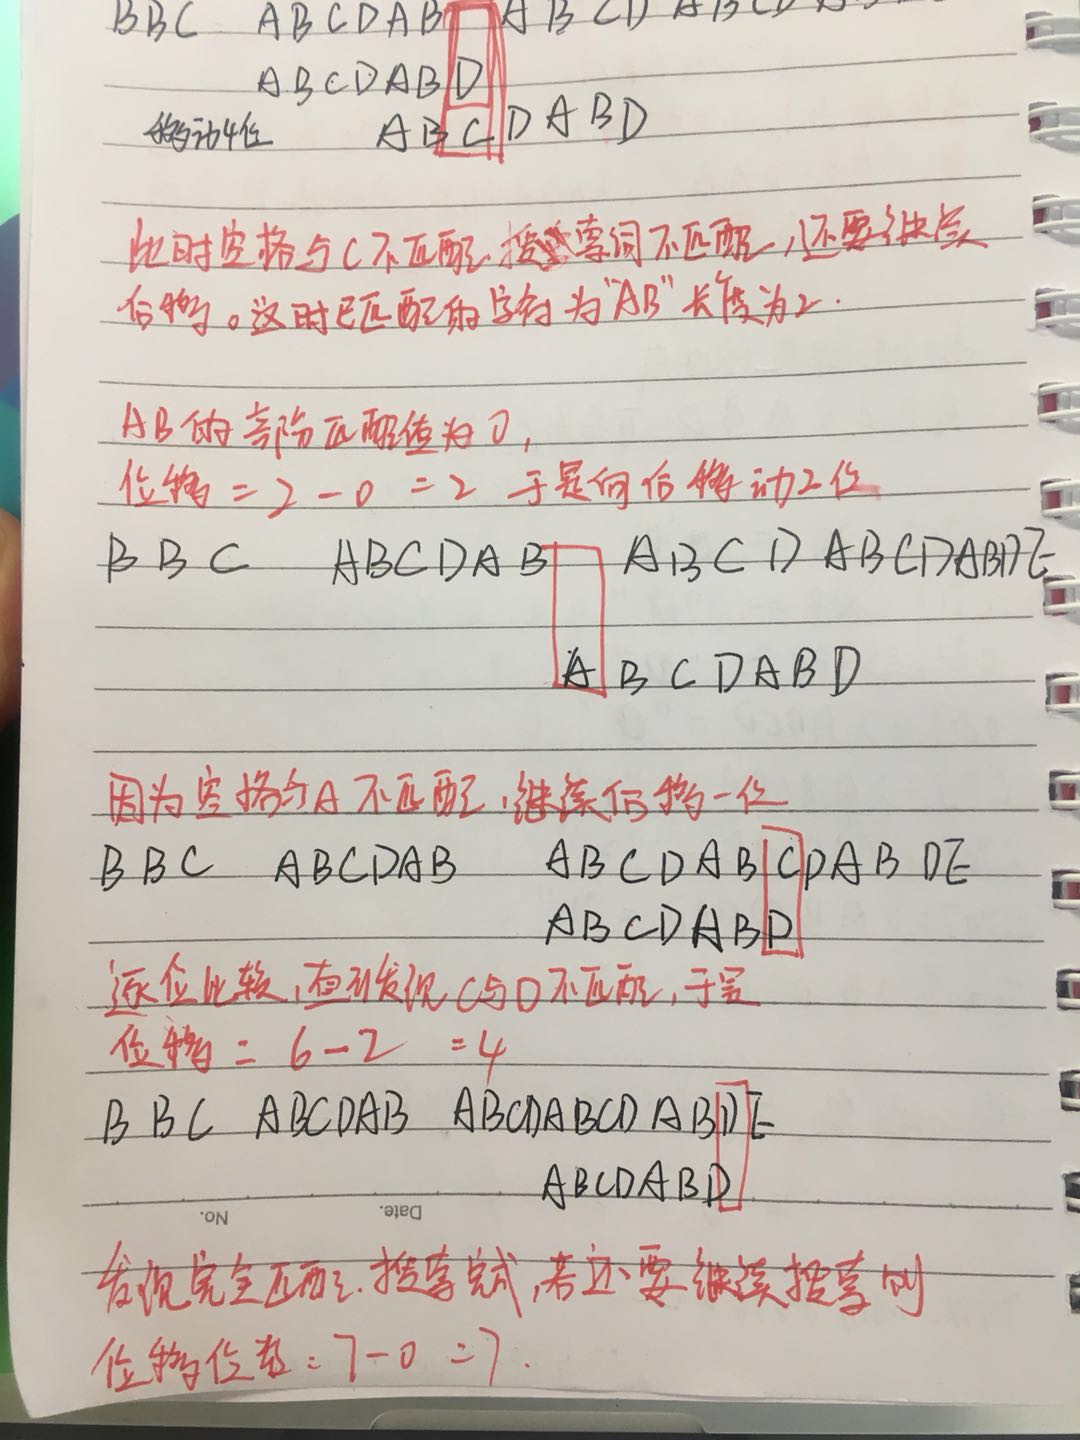 BBC ABCDAB ABCD ABCDAB
ABCDABD
移动4位 ABCDABD
此时空格与C不匹配,搜索词不匹配,还要继续
后移。这时已匹配的字符为"AB"长度为2.
AB的部分匹配值为0,
位移=2-0=2 于是向后移动2位
BBC ABCDAB ABCD ABCDABDE
ABCDABD
因为空格与A不匹配,继续后移一位
BBC ABCDAB ABCDABCDABDE
ABCDABD
逐位比较,直到发现C与D不匹配,于是
位移=6-2=4
BBC ABCDAB ABCDABCDABDE
ABCDABD
No. Date.
发现完全匹配,搜索完成,若还要继续搜索则
位移位数=7-0=7.